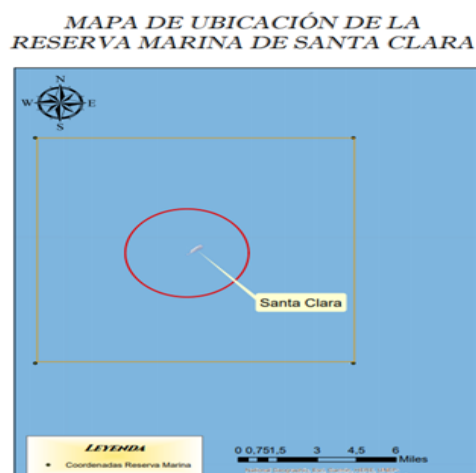 MAPA DE UBICACIÓN DE LA
RESERVA MARINA DE SANTA CLARA
N
W E
S
Santa Clara
LEYENDA
Coordenadas Reserva Marina
0 0,751,5 3 4,5 6
Miles